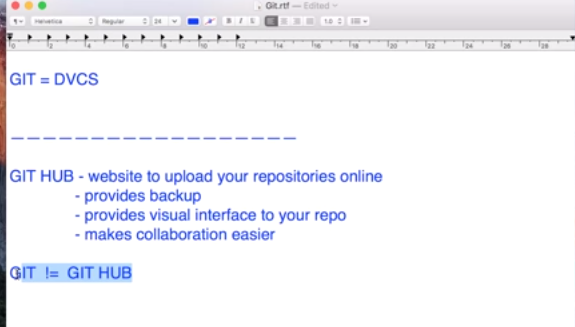 Git.rtf — Edited
Helvetica Regular 24 B I S 1.0
0 2 4 6 8 10 12 14 16 18 20 22 24 26 28
GIT = DVCS
— — — — — — — — — — — — — — — — — —
GIT HUB - website to upload your repositories online
- provides backup
- provides visual interface to your repo
- makes collaboration easier
GIT != GIT HUB